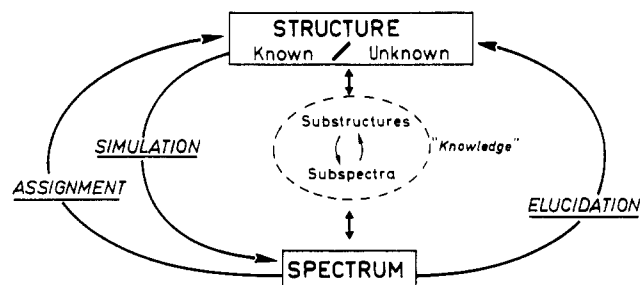 STRUCTURE
Known / Unknown
Substructures
"Knowledge"
Subspectra
SIMULATION
ASSIGNMENT
ELUCIDATION
SPECTRUM